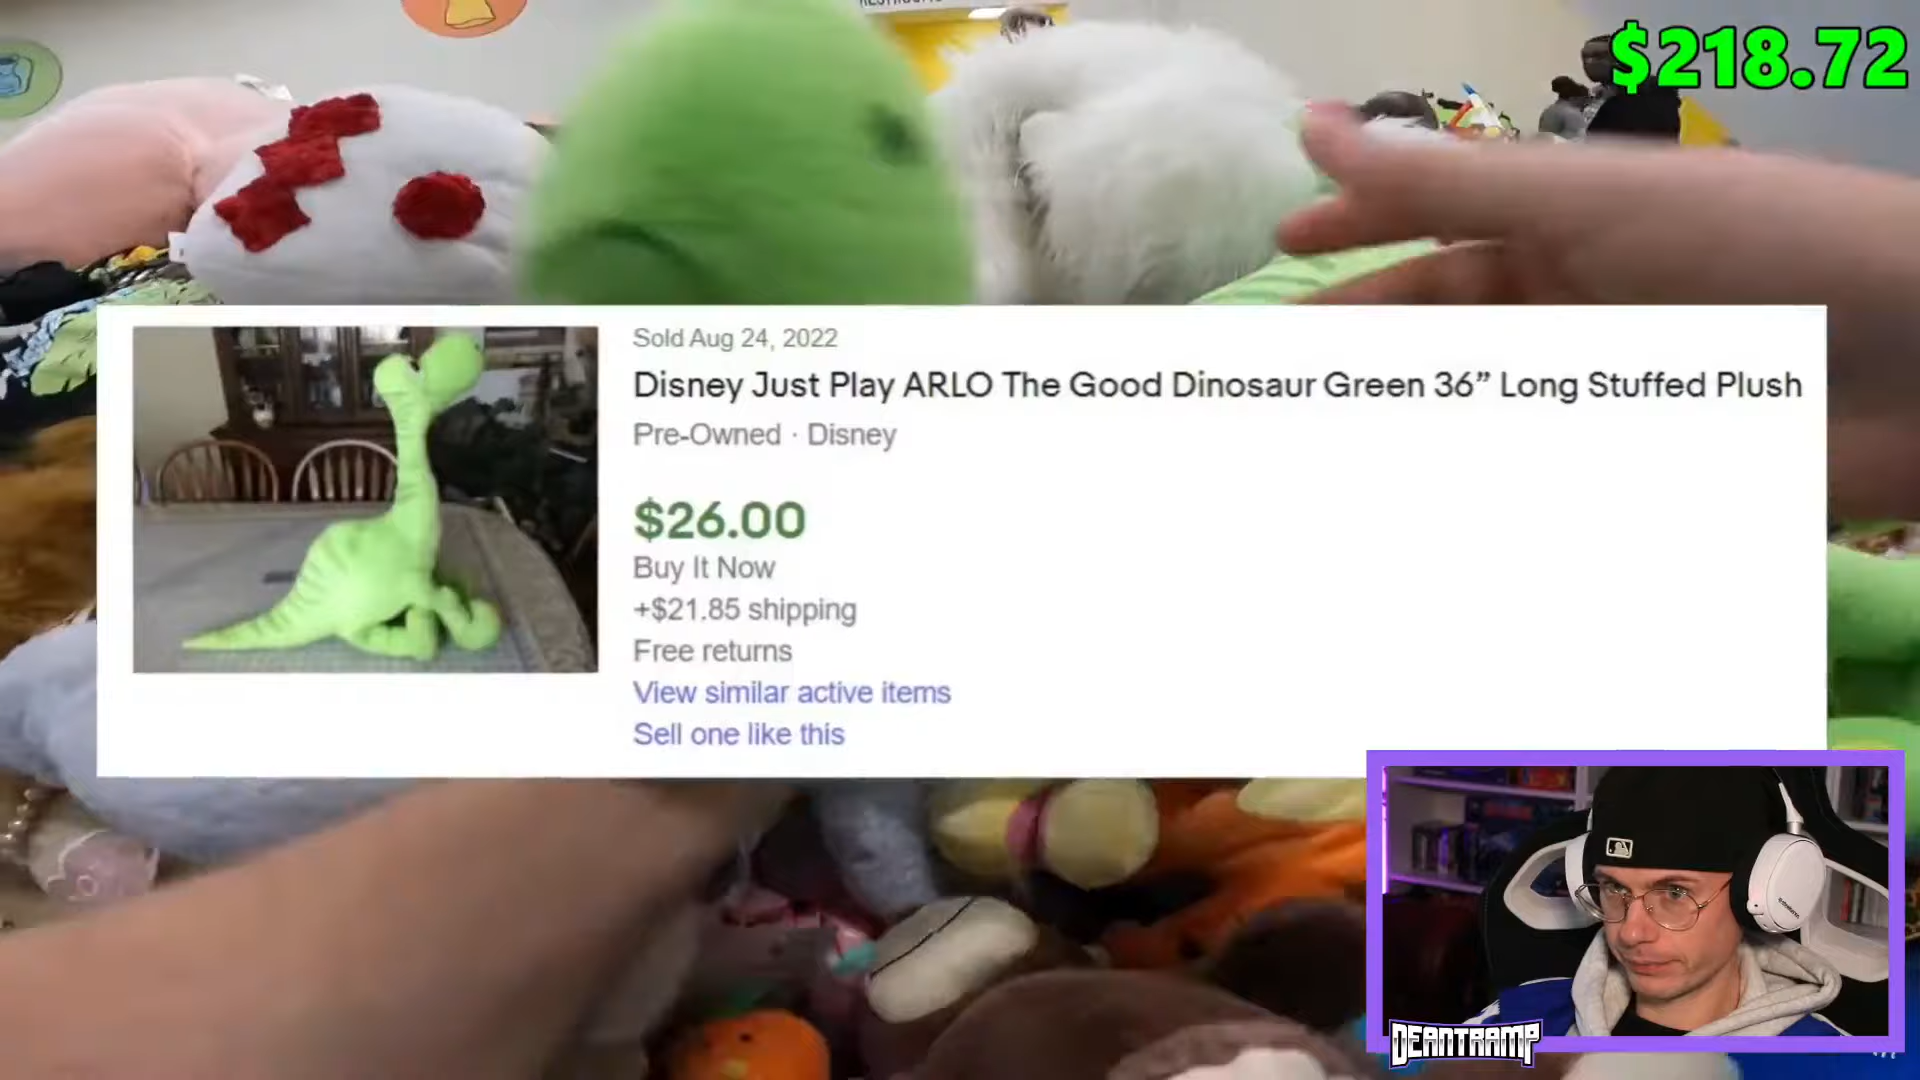 $218.72
Sold Aug 24, 2022
Disney Just Play ARLO The Good Dinosaur Green 36” Long Stuffed Plush
Pre-Owned · Disney
$26.00
Buy It Now
+$21.85 shipping
Free returns
View similar active items
Sell one like this
DEANTRAMP